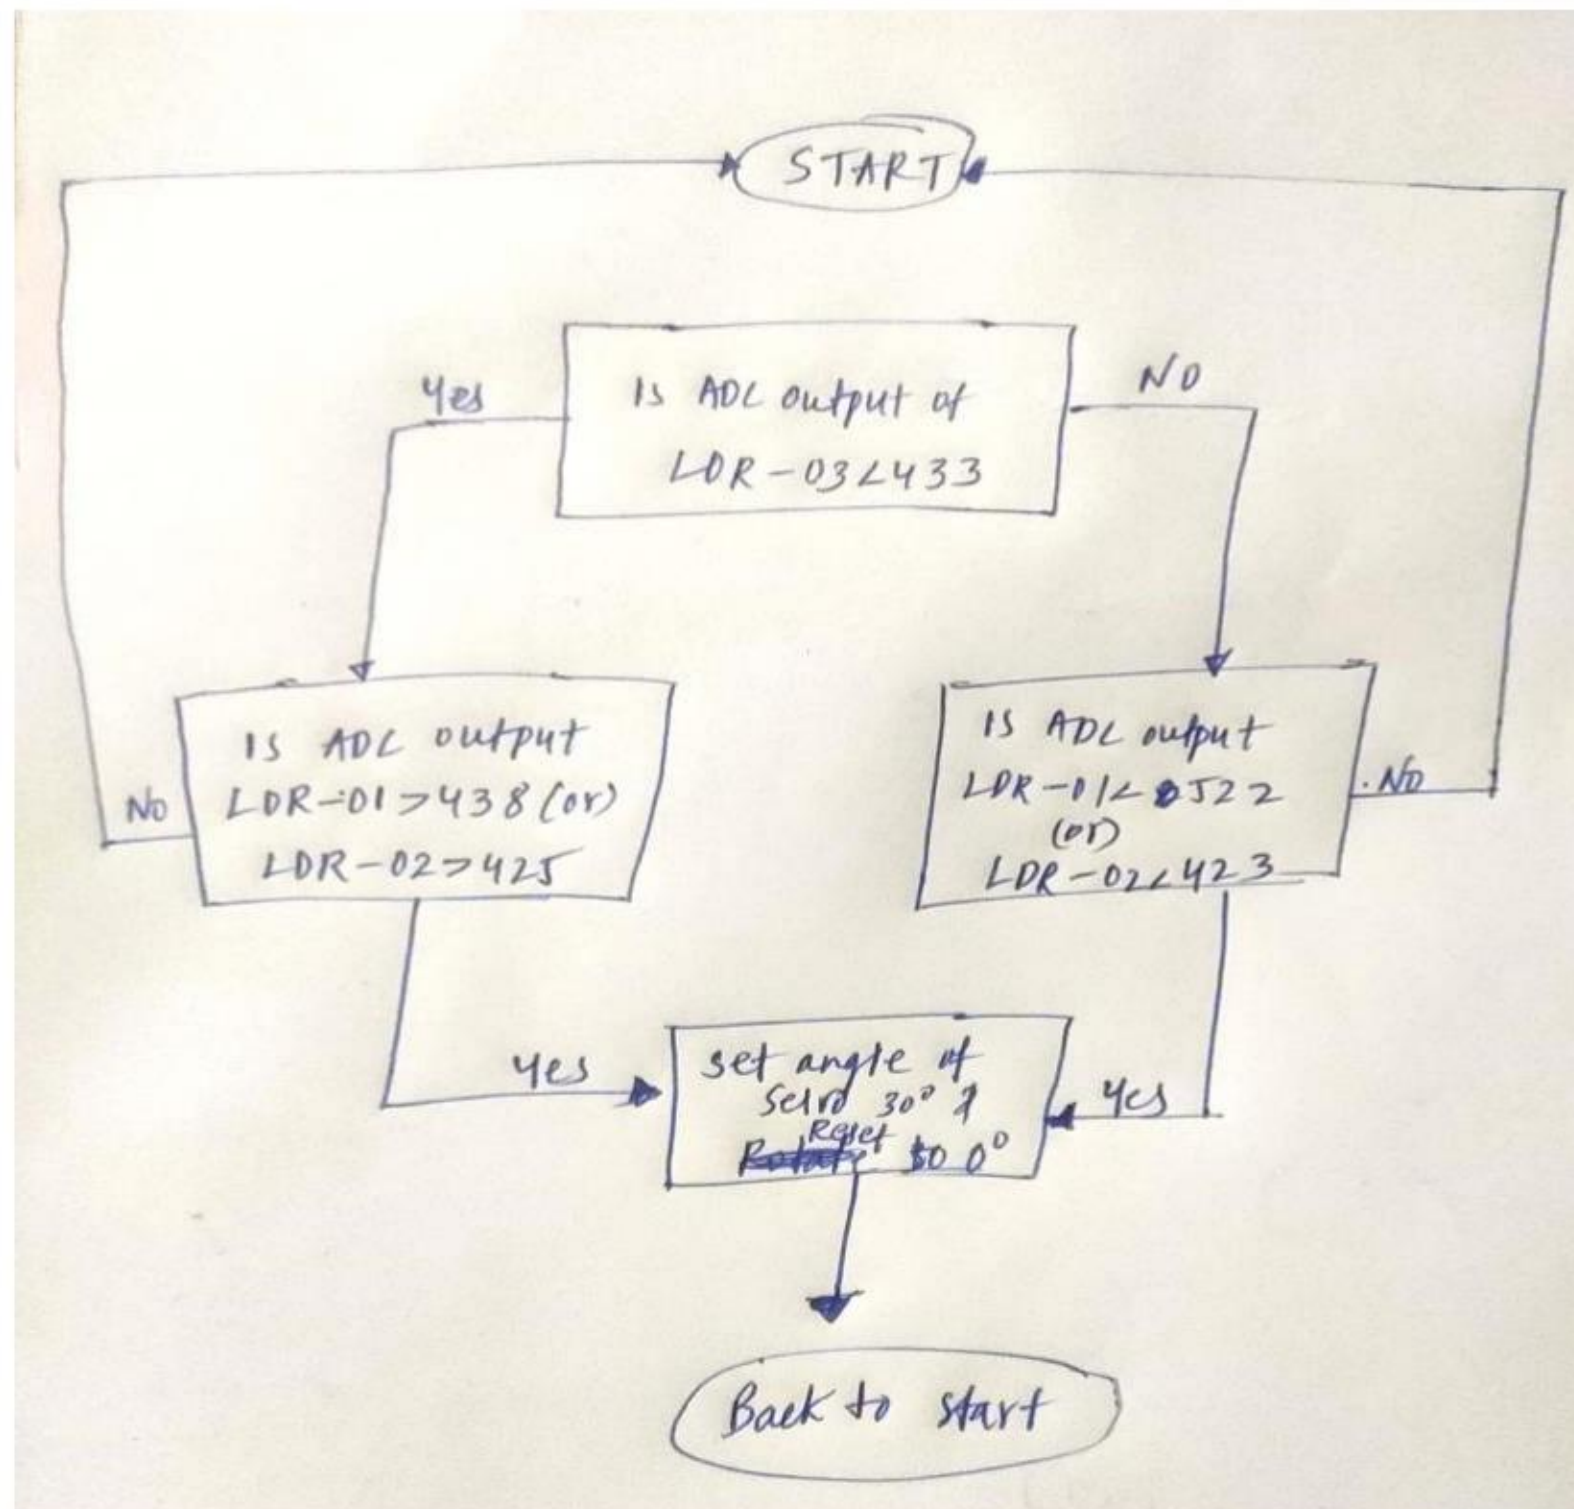 START
Yes
NO
Is ADC output of
LDR-03<433
Is ADC output
LDR-01>438 (or)
LDR-02>425
No
Is ADC output
LDR-01<522
(or)
LDR-02<423
No
Yes
set angle of
Servo 30° &
Reset
to 0°
Yes
Back to start